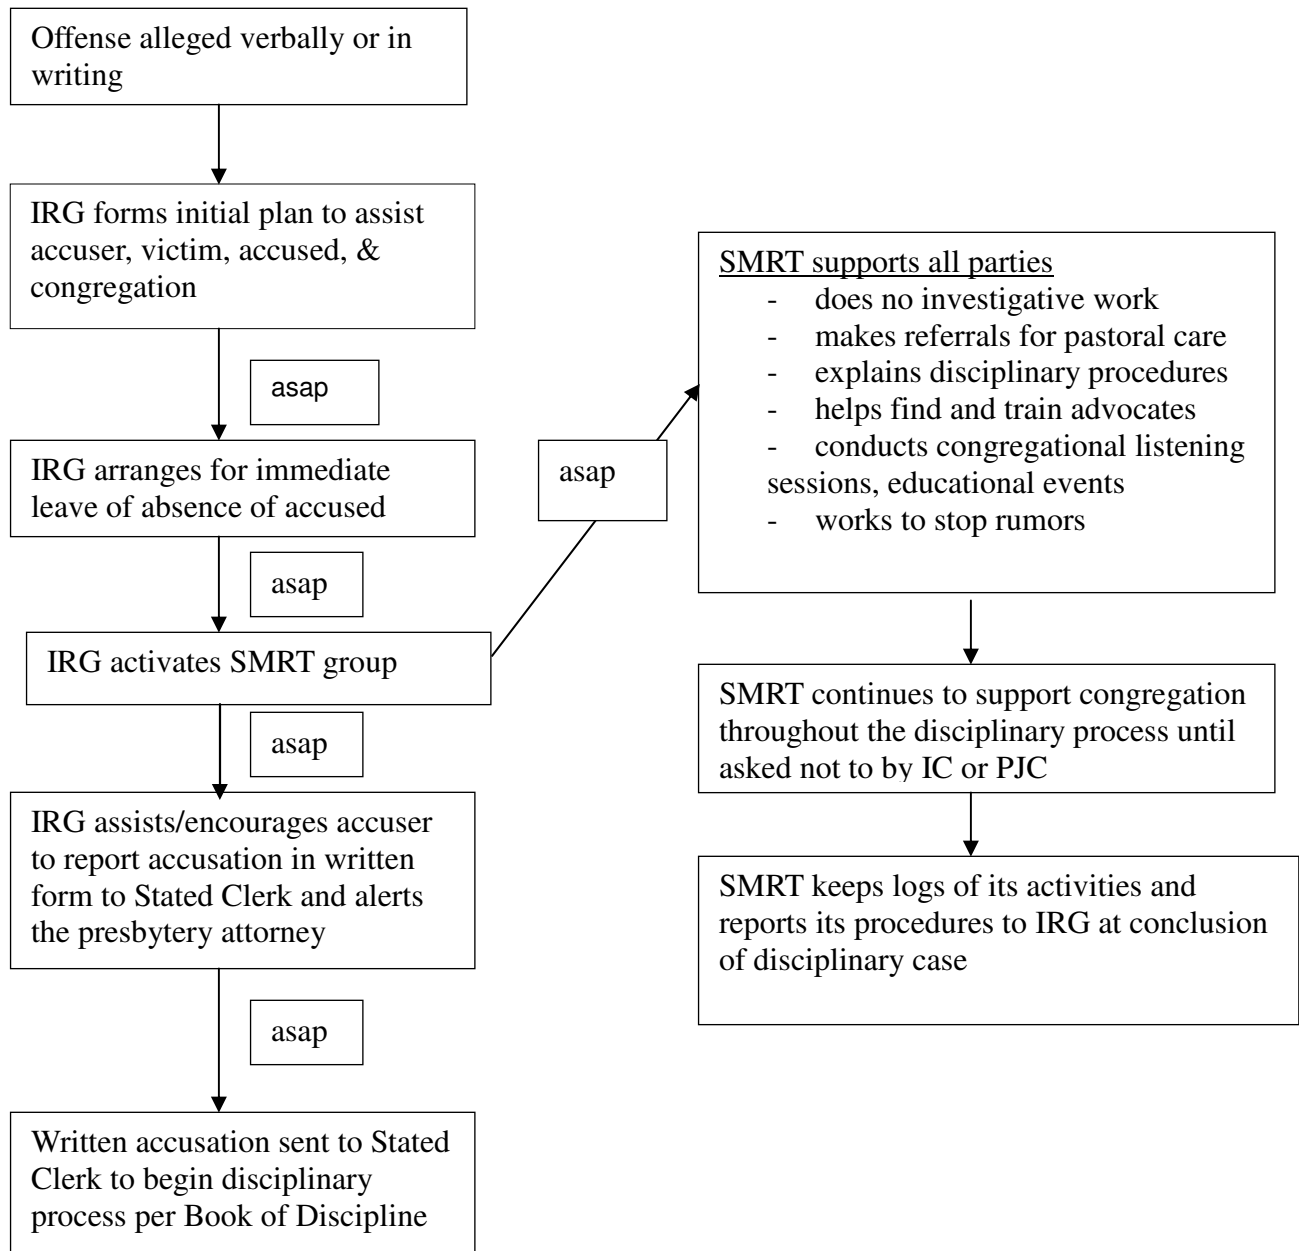 Offense alleged verbally or in
writing
IRG forms initial plan to assist
accuser, victim, accused, &
congregation
asap
IRG arranges for immediate
leave of absence of accused
asap
IRG activates SMRT group
asap
IRG assists/encourages accuser
to report accusation in written
form to Stated Clerk and alerts
the presbytery attorney
asap
Written accusation sent to Stated
Clerk to begin disciplinary
process per Book of Discipline
asap
SMRT supports all parties
- does no investigative work
- makes referrals for pastoral care
- explains disciplinary procedures
- helps find and train advocates
- conducts congregational listening
sessions, educational events
- works to stop rumors
SMRT continues to support congregation
throughout the disciplinary process until
asked not to by IC or PJC
SMRT keeps logs of its activities and
reports its procedures to IRG at conclusion
of disciplinary case